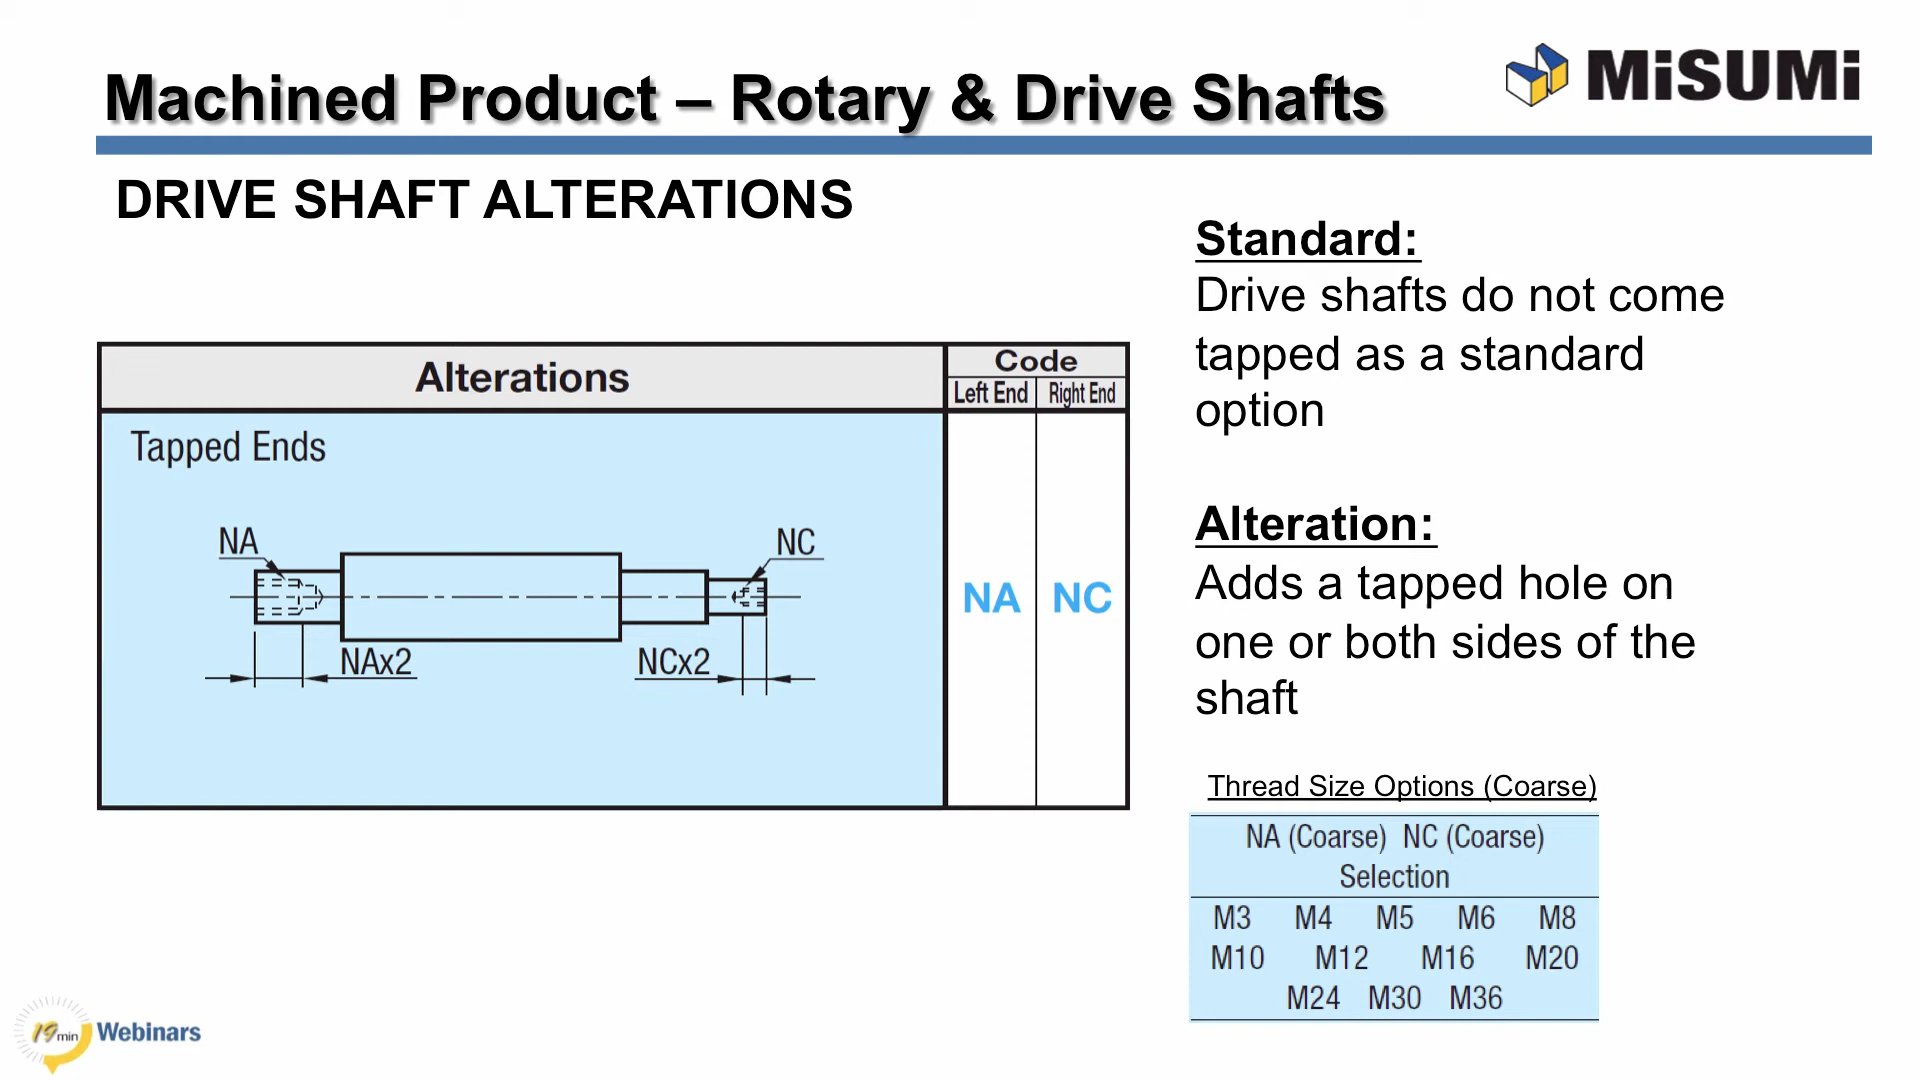 Machined Product – Rotary & Drive Shafts
MiSUMi
DRIVE SHAFT ALTERATIONS
Alterations
Code
Left End
Right End
Tapped Ends
NA
NC
NAx2
NCx2
NA
NC
Standard:
Drive shafts do not come
tapped as a standard
option
Alteration:
Adds a tapped hole on
one or both sides of the
shaft
Thread Size Options (Coarse)
NA (Coarse) NC (Coarse)
Selection
M3 M4 M5 M6 M8
M10 M12 M16 M20
M24 M30 M36
19min Webinars